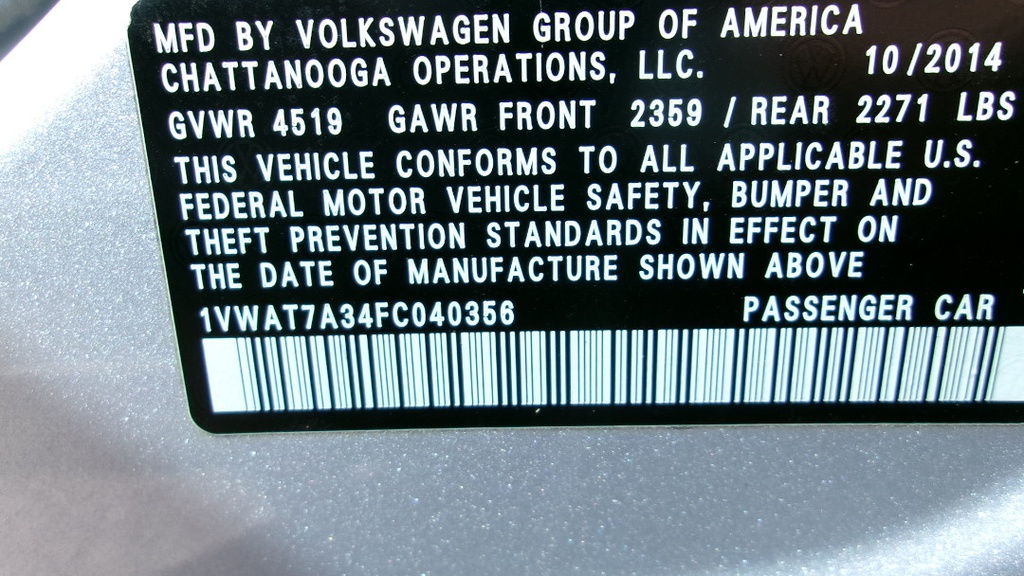 MFD BY VOLKSWAGEN GROUP OF AMERICA
CHATTANOOGA OPERATIONS, LLC. 10/2014
GVWR 4519 GAWR FRONT 2359 / REAR 2271 LBS
THIS VEHICLE CONFORMS TO ALL APPLICABLE U.S.
FEDERAL MOTOR VEHICLE SAFETY, BUMPER AND
THEFT PREVENTION STANDARDS IN EFFECT ON
THE DATE OF MANUFACTURE SHOWN ABOVE
1VWAT7A34FC040356 PASSENGER CAR